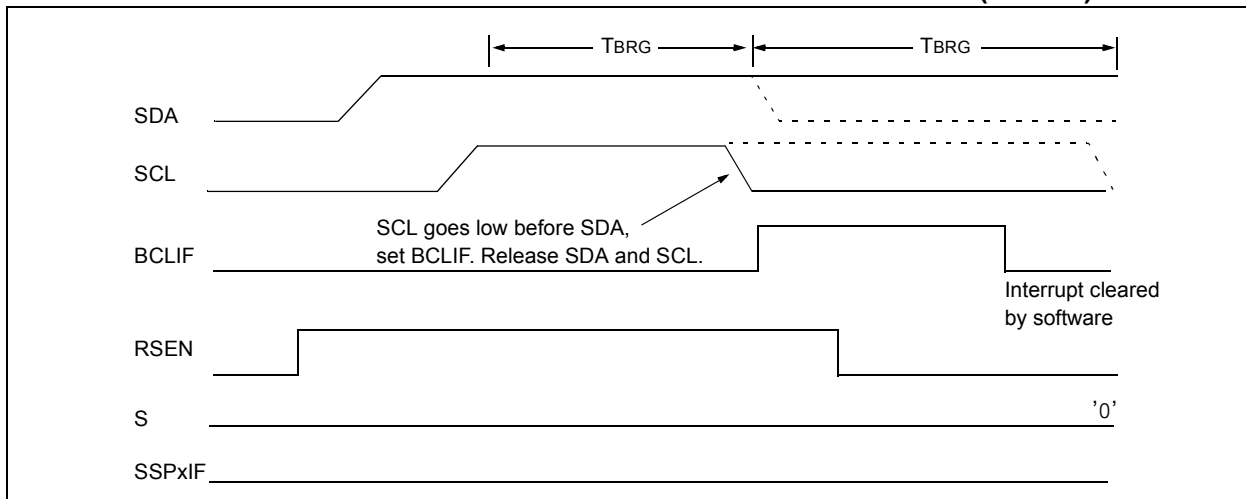 TBRG TBRG
SDA
SCL
SCL goes low before SDA,
set BCLIF. Release SDA and SCL.
BCLIF
Interrupt cleared
by software
RSEN
S '0'
SSPxIF